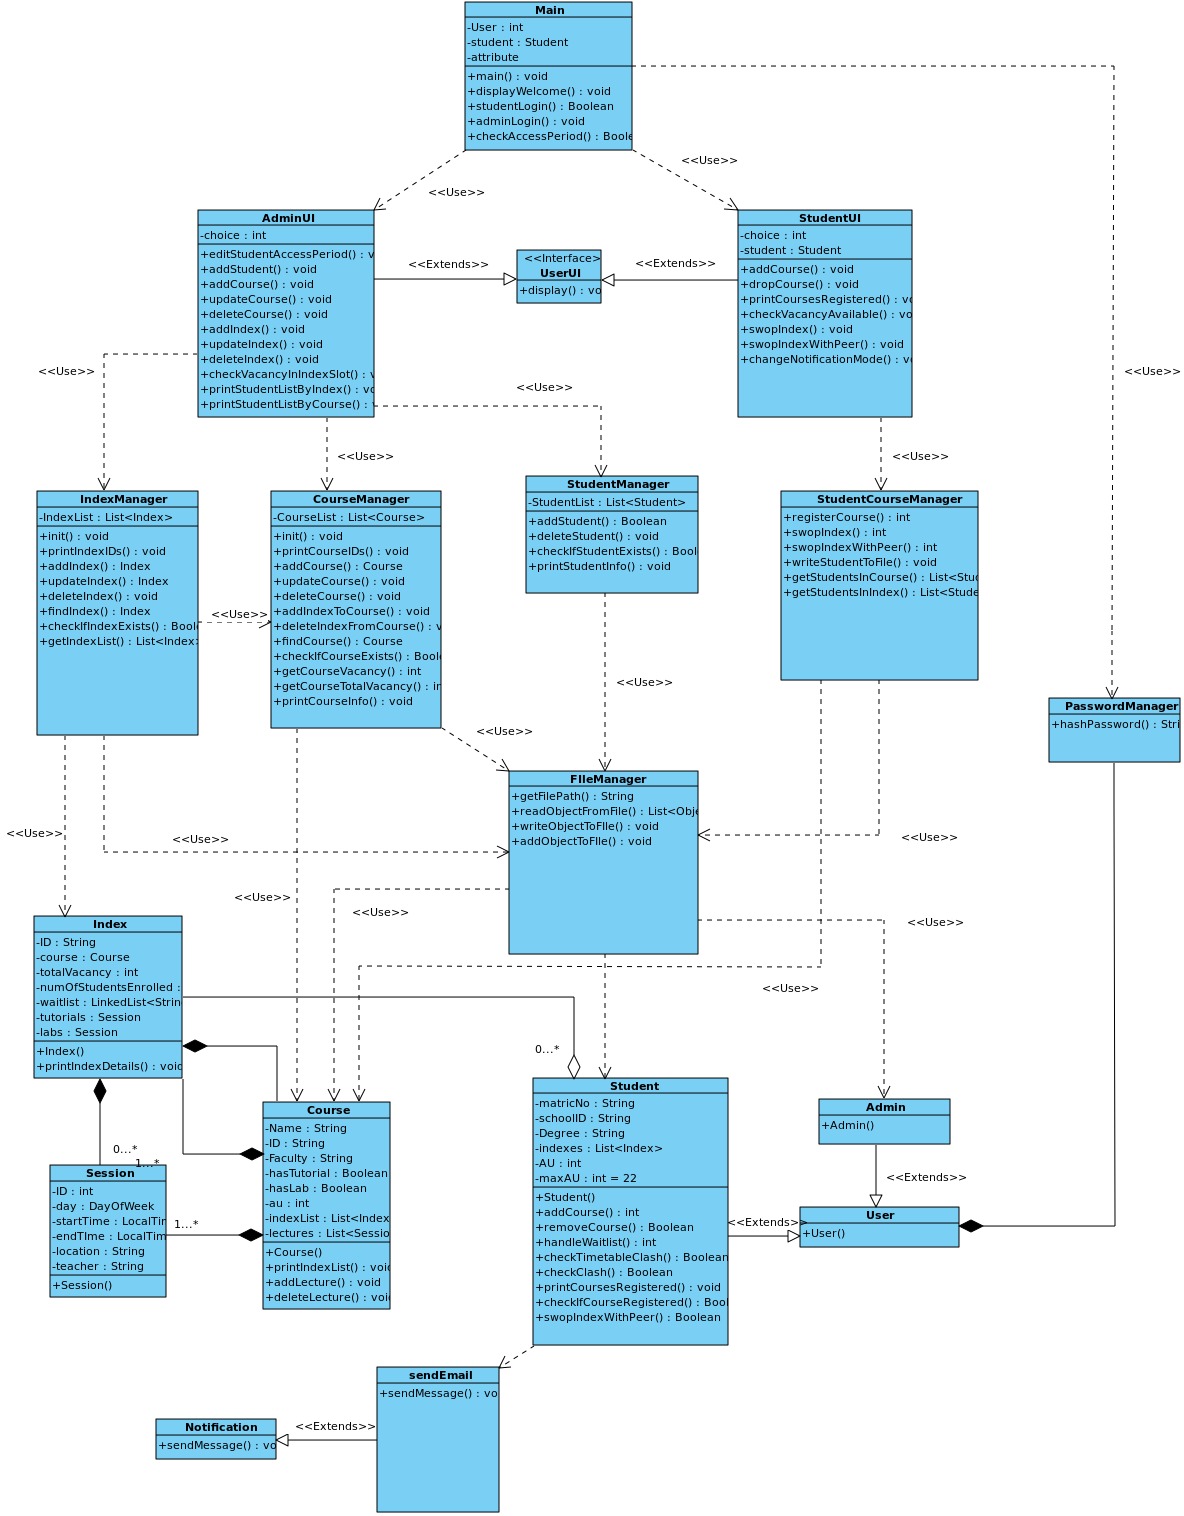 Main
-User : int
-student : Student
-attribute
+main() : void
+displayWelcome() : void
+studentLogin() : Boolean
+adminLogin() : void
+checkAccessPeriod() : Boole
<<Use>>
<<Use>>
AdminUI
-choice : int
+editStudentAccessPeriod() : v
+addStudent() : void
+addCourse() : void
+updateCourse() : void
+deleteCourse() : void
+addIndex() : void
+updateIndex() : void
+deleteIndex() : void
+checkVacancyInIndexSlot() : v
+printStudentListByIndex() : vo
+printStudentListByCourse() :
<<Extends>>
<<Interface>
UserUI
+display() : vo
<<Extends>>
StudentUI
-choice : int
-student : Student
+addCourse() : void
+dropCourse() : void
+printCoursesRegistered() : vo
+checkVacancyAvailable() : vo
+swopIndex() : void
+swopIndexWithPeer() : void
+changeNotificationMode() : vo
<<Use>>
<<Use>>
<<Use>>
<<Use>>
<<Use>>
IndexManager
-IndexList : List<Index>
+init() : void
+printIndexIDs() : void
+addIndex() : Index
+updateIndex() : Index
+deleteIndex() : void
+findIndex() : Index
+checkIfIndexExists() : Boole
+getIndexList() : List<Index>
<<Use>>
CourseManager
-CourseList : List<Course>
+init() : void
+printCourseIDs() : void
+addCourse() : Course
+updateCourse() : void
+deleteCourse() : void
+addIndexToCourse() : void
+deleteIndexFromCourse() : v
+findCourse() : Course
+checkIfCourseExists() : Boole
+getCourseVacancy() : int
+getCourseTotalVacancy() : in
+printCourseInfo() : void
StudentManager
-StudentList : List<Student>
+addStudent() : Boolean
+deleteStudent() : void
+checkIfStudentExists() : Bool
+printStudentInfo() : void
StudentCourseManager
+registerCourse() : int
+swopIndex() : int
+swopIndexWithPeer() : int
+writeStudentToFile() : void
+getStudentsInCourse() : List<Stud
+getStudentsInIndex() : List<Stude
<<Use>>
<<Use>>
PasswordManager
+hashPassword() : Stri
FIleManager
+getFilePath() : String
+readObjectFromFile() : List<Obje
+writeObjectToFIle() : void
+addObjectToFIle() : void
<<Use>>
<<Use>>
<<Use>>
<<Use>>
<<Use>>
<<Use>>
<<Use>>
Index
-ID : String
-course : Course
-totalVacancy : int
-numOfStudentsEnrolled :
-waitlist : LinkedList<Strin
-tutorials : Session
-labs : Session
+Index()
+printIndexDetails() : void
0...*
0...*
1...*
Session
-ID : int
-day : DayOfWeek
-startTime : LocalTim
-endTIme : LocalTim
-location : String
-teacher : String
+Session()
1...*
Course
-Name : String
-ID : String
-Faculty : String
-hasTutorial : Boolean
-hasLab : Boolean
-au : int
-indexList : List<Index
-lectures : List<Sessio
+Course()
+printIndexList() : void
+addLecture() : void
+deleteLecture() : void
Student
-matricNo : String
-schoolID : String
-Degree : String
-indexes : List<Index>
-AU : int
-maxAU : int = 22
+Student()
+addCourse() : int
+removeCourse() : Boolean
+handleWaitlist() : int
+checkTimetableClash() : Boolean
+checkClash() : Boolean
+printCoursesRegistered() : void
+checkIfCourseRegistered() : Bool
+swopIndexWithPeer() : Boolean
Admin
+Admin()
<<Extends>>
<<Extends>>
User
+User()
sendEmail
+sendMessage() : vo
<<Extends>>
Notification
+sendMessage() : vo